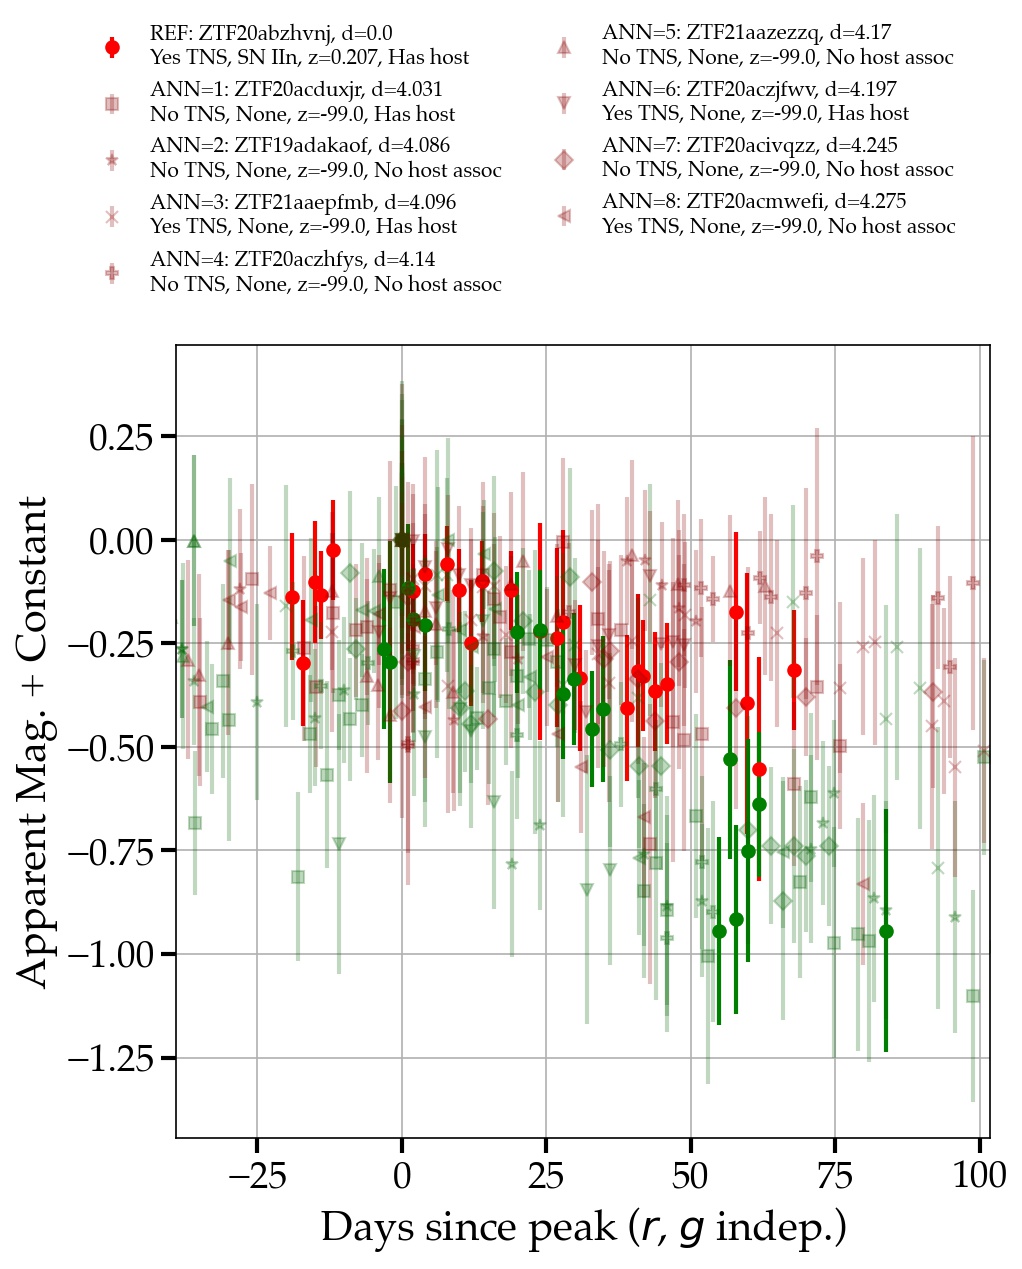 REF: ZTF20abzhvnj, d=0.0
Yes TNS, SN IIn, z=0.207, Has host
ANN=1: ZTF20acduxjr, d=4.031
No TNS, None, z=-99.0, Has host
ANN=2: ZTF19adakaof, d=4.086
No TNS, None, z=-99.0, No host assoc
ANN=3: ZTF21aaepfmb, d=4.096
Yes TNS, None, z=-99.0, Has host
ANN=4: ZTF20aczhfys, d=4.14
No TNS, None, z=-99.0, No host assoc
ANN=5: ZTF21aazezzq, d=4.17
No TNS, None, z=-99.0, No host assoc
ANN=6: ZTF20aczjfwv, d=4.197
Yes TNS, None, z=-99.0, Has host
ANN=7: ZTF20acivqzz, d=4.245
No TNS, None, z=-99.0, No host assoc
ANN=8: ZTF20acmwefi, d=4.275
Yes TNS, None, z=-99.0, No host assoc
Apparent Mag. + Constant
0.25
0.00
−0.25
−0.50
−0.75
−1.00
−1.25
−25
0
25
50
75
100
Days since peak (r, g indep.)